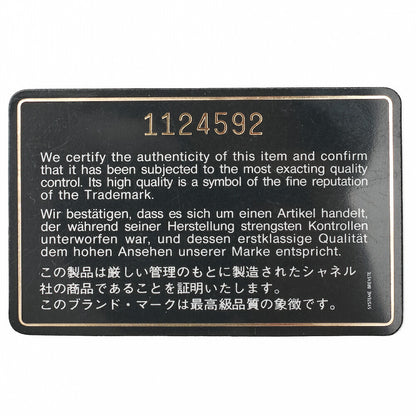 1124592
We certify the authenticity of this item and confirm
that it has been subjected to the most exacting quality
control. Its high quality is a symbol of the fine reputation
of the Trademark.
Wir bestätigen, dass es sich um einen Artikel handelt,
der während seiner Herstellung strengsten Kontrollen
unterworfen war, und dessen erstklassige Qualität
dem hohen Ansehen unserer Marke entspricht.
この製品は厳しい管理のもとに製造されたシャネル
社の商品であることを証明いたします。
このブランド・マークは最高級品質の象徴です。
SYSTEME BREVETE